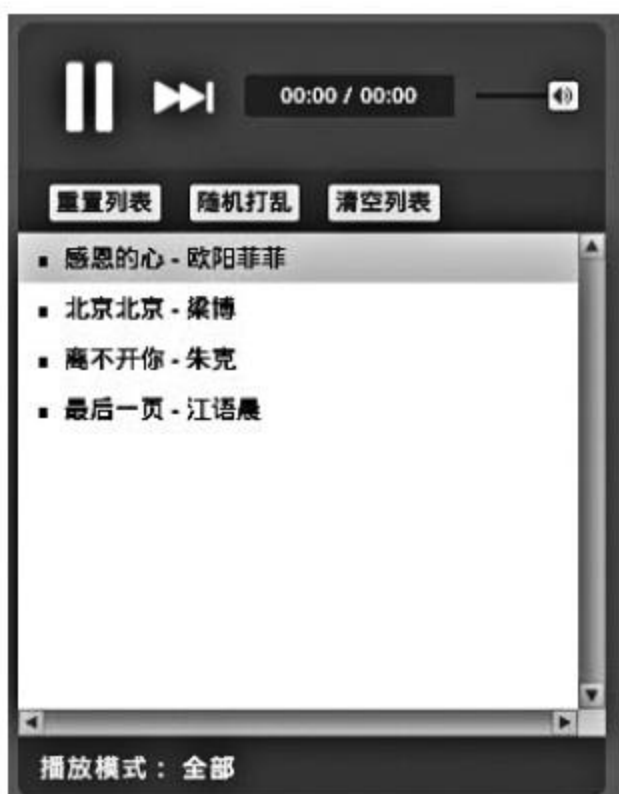 00:00 / 00:00
重置列表 随机打乱 清空列表
▪ 感恩的心 - 欧阳菲菲
▪ 北京北京 - 梁博
▪ 离不开你 - 朱克
▪ 最后一页 - 江语晨
播放模式： 全部